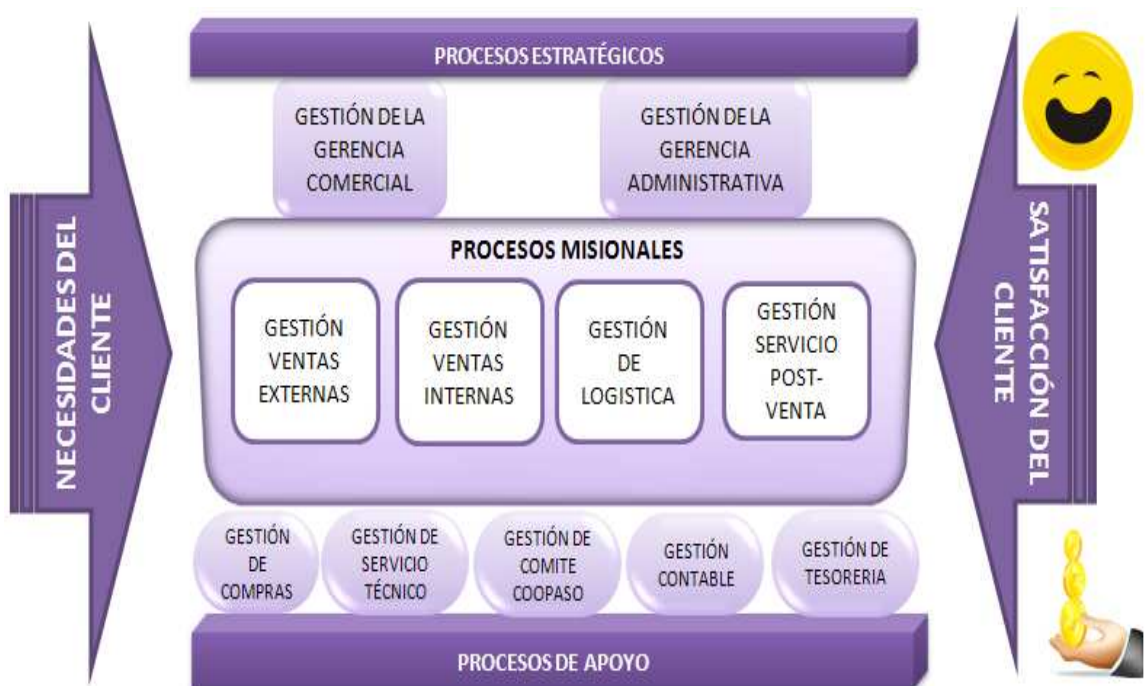 PROCESOS ESTRATÉGICOS
GESTIÓN DE LA
GERENCIA
COMERCIAL
GESTIÓN DE LA
GERENCIA
ADMINISTRATIVA
NECESIDADES DEL
CLIENTE
PROCESOS MISIONALES
GESTIÓN
VENTAS
EXTERNAS
GESTIÓN
VENTAS
INTERNAS
GESTIÓN
DE
LOGISTICA
GESTIÓN
SERVICIO
POST-
VENTA
SATISFACCIÓN DEL
CLIENTE
GESTIÓN
DE
COMPRAS
GESTIÓN DE
SERVICIO
TÉCNICO
GESTIÓN DE
COMITE
COOPASO
GESTIÓN
CONTABLE
GESTIÓN DE
TESORERIA
PROCESOS DE APOYO